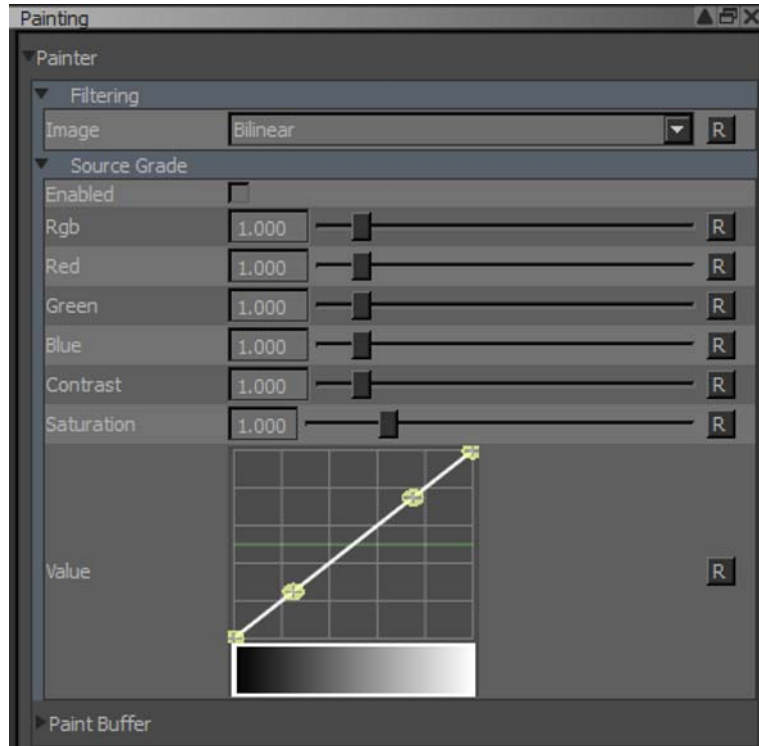 Painting
Painter
Filtering
Image Bilinear R
Source Grade
Enabled
Rgb 1.000 R
Red 1.000 R
Green 1.000 R
Blue 1.000 R
Contrast 1.000 R
Saturation 1.000 R
Value R
Paint Buffer